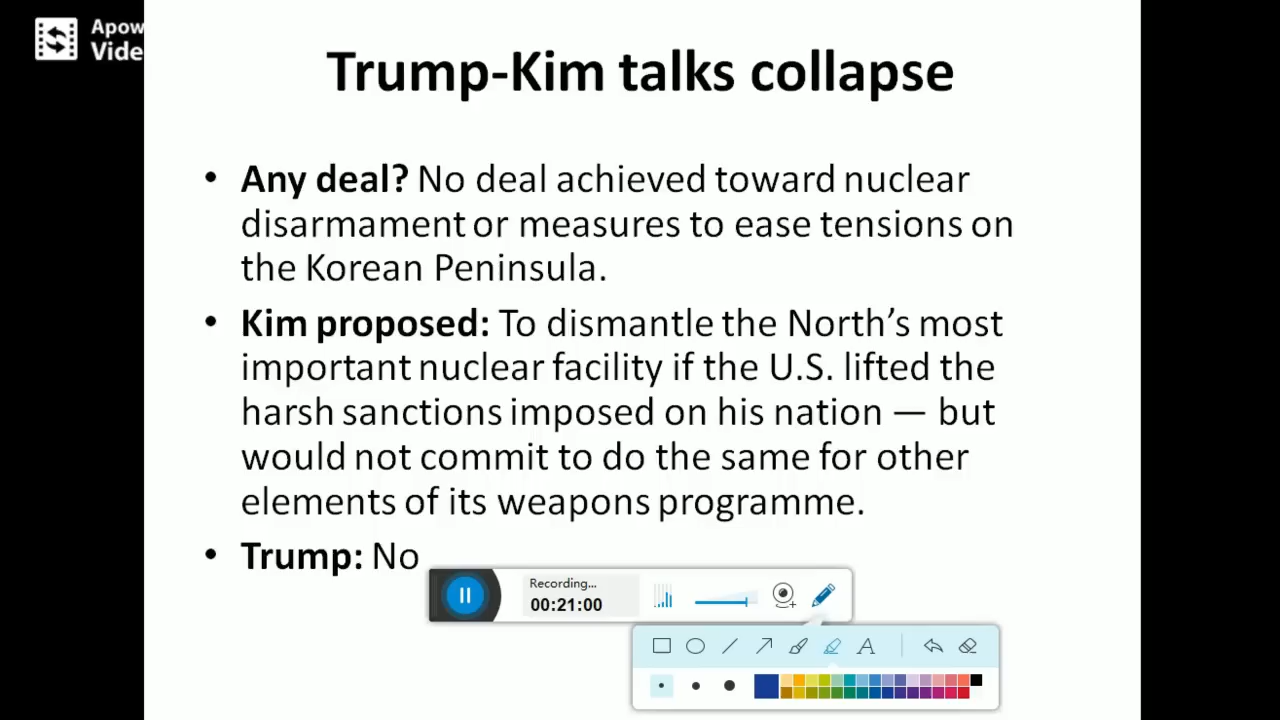 Apow
Vide
Trump-Kim talks collapse
• Any deal? No deal achieved toward nuclear
disarmament or measures to ease tensions on
the Korean Peninsula.
• Kim proposed: To dismantle the North’s most
important nuclear facility if the U.S. lifted the
harsh sanctions imposed on his nation — but
would not commit to do the same for other
elements of its weapons programme.
• Trump: No
Recording...
00:21:00
A